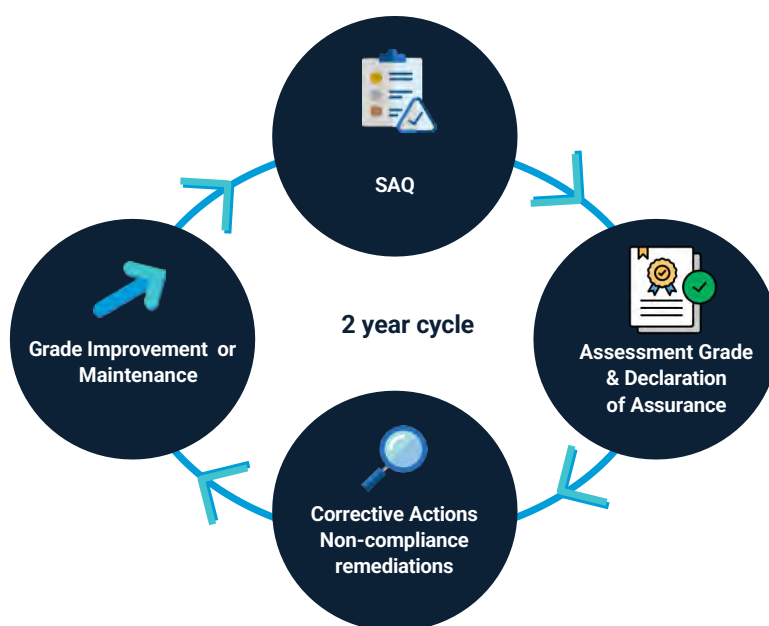 SAQ
2 year cycle
Assessment Grade
& Declaration
of Assurance
Corrective Actions
Non-compliance
remediations
Grade Improvement or
Maintenance